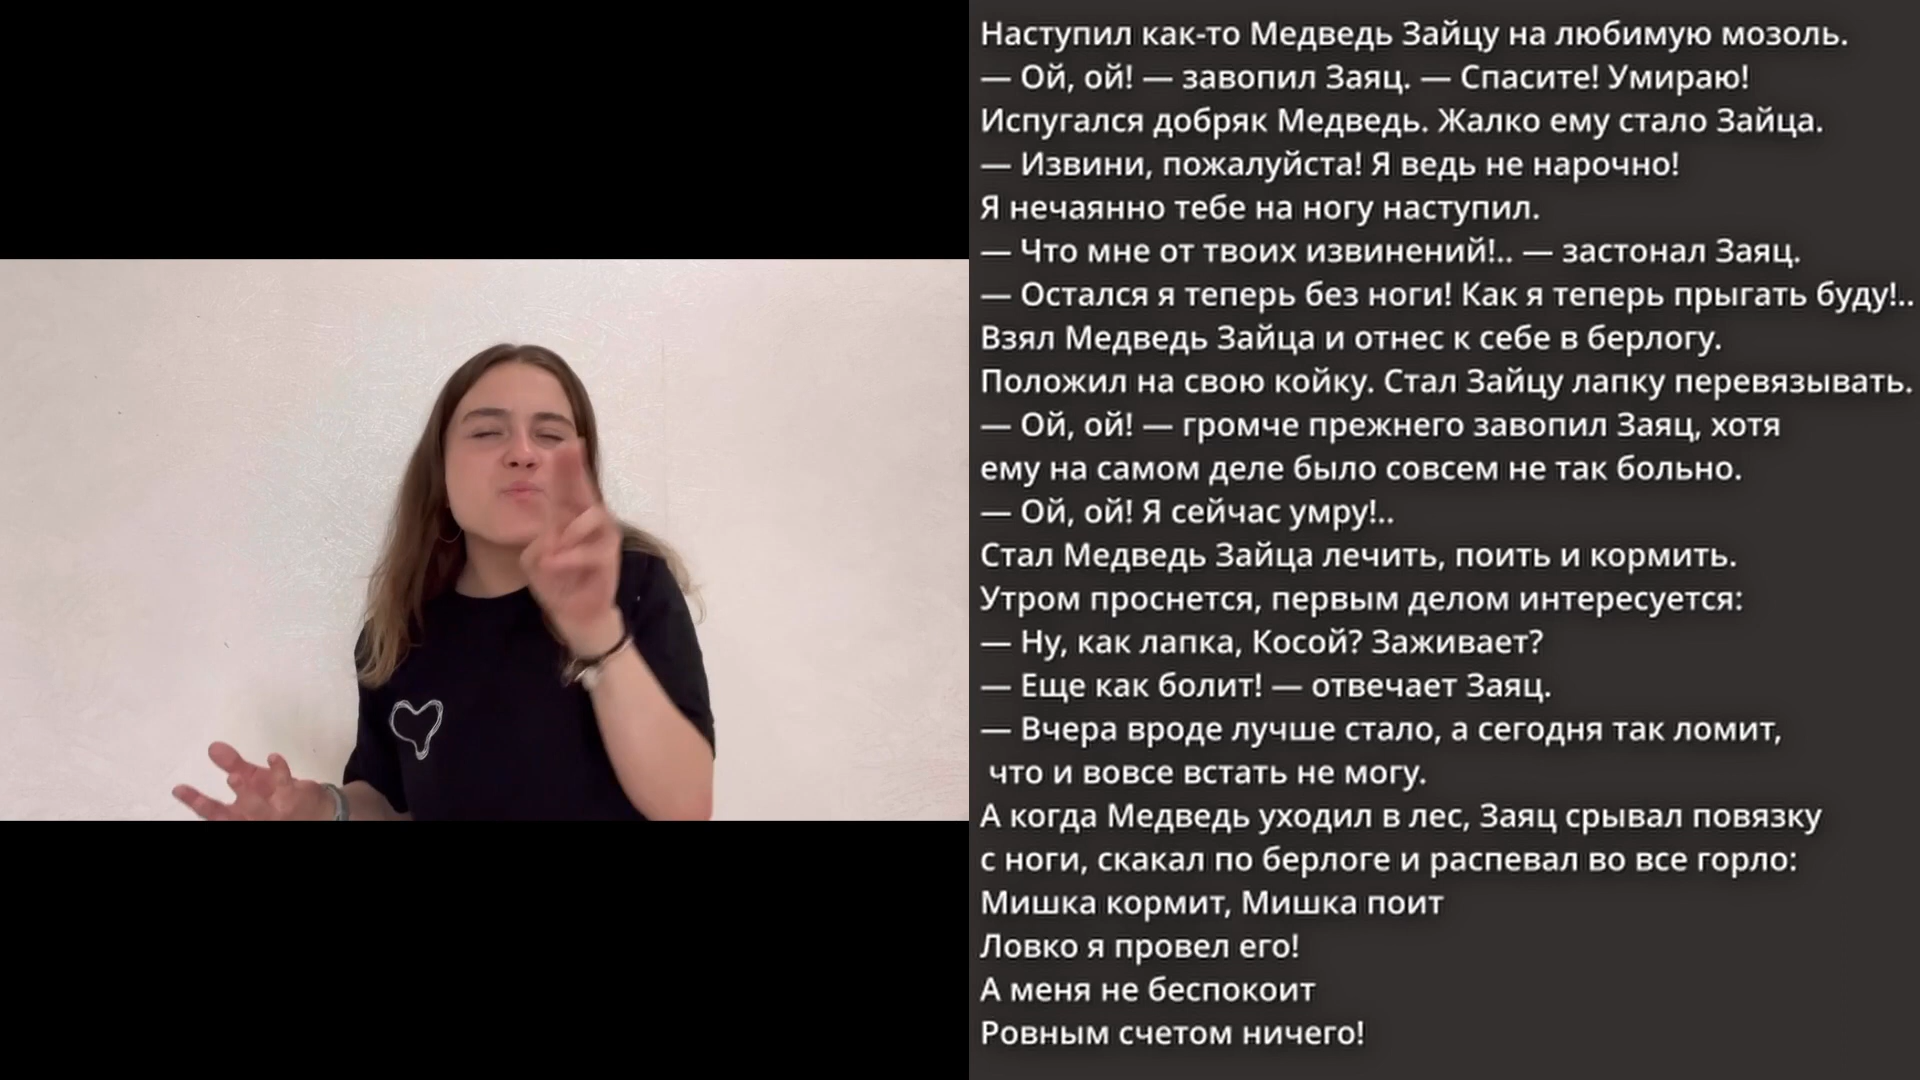 Наступил как-то Медведь Зайцу на любимую мозоль.
— Ой, ой! — завопил Заяц. — Спасите! Умираю!
Испугался добряк Медведь. Жалко ему стало Зайца.
— Извини, пожалуйста! Я ведь не нарочно!
Я нечаянно тебе на ногу наступил.
— Что мне от твоих извинений!.. — застонал Заяц.
— Остался я теперь без ноги! Как я теперь прыгать буду!..
Взял Медведь Зайца и отнес к себе в берлогу.
Положил на свою койку. Стал Зайцу лапку перевязывать.
— Ой, ой! — громче прежнего завопил Заяц, хотя
ему на самом деле было совсем не так больно.
— Ой, ой! Я сейчас умру!..
Стал Медведь Зайца лечить, поить и кормить.
Утром проснется, первым делом интересуется:
— Ну, как лапка, Косой? Заживает?
— Еще как болит! — отвечает Заяц.
— Вчера вроде лучше стало, а сегодня так ломит,
что и вовсе встать не могу.
А когда Медведь уходил в лес, Заяц срывал повязку
с ноги, скакал по берлоге и распевал во все горло:
Мишка кормит, Мишка поит
Ловко я провел его!
А меня не беспокоит
Ровным счетом ничего!